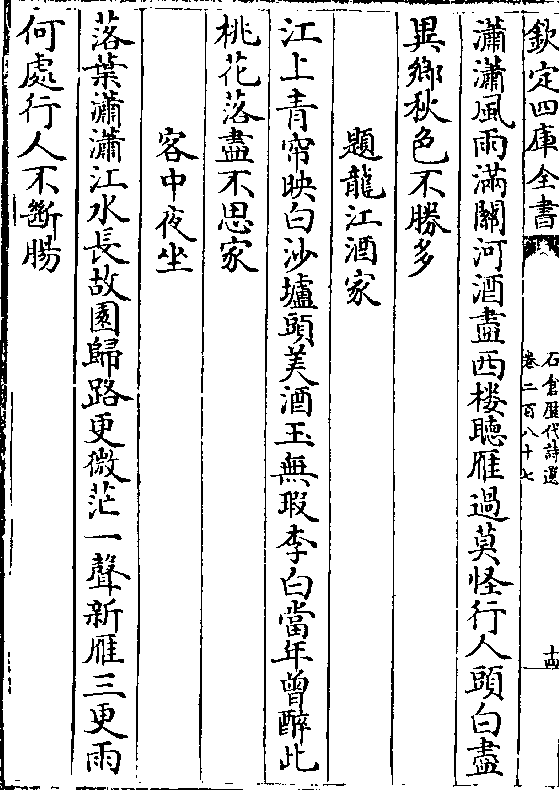 欽定四庫全書
石倉歷代詩選
卷二百八十七
十四
瀟瀟風雨滿關河酒盡西楼聴雁過莫怪行人頭白盡
異鄉秋色不勝多
題龍江酒家
江上青帘映白沙壚頭美酒玉無瑕李白當年曾醉此
桃花落盡不思家
客中夜坐
落葉瀟瀟江水長故園歸路更微茫一聲新雁三更雨
何處行人不斷腸